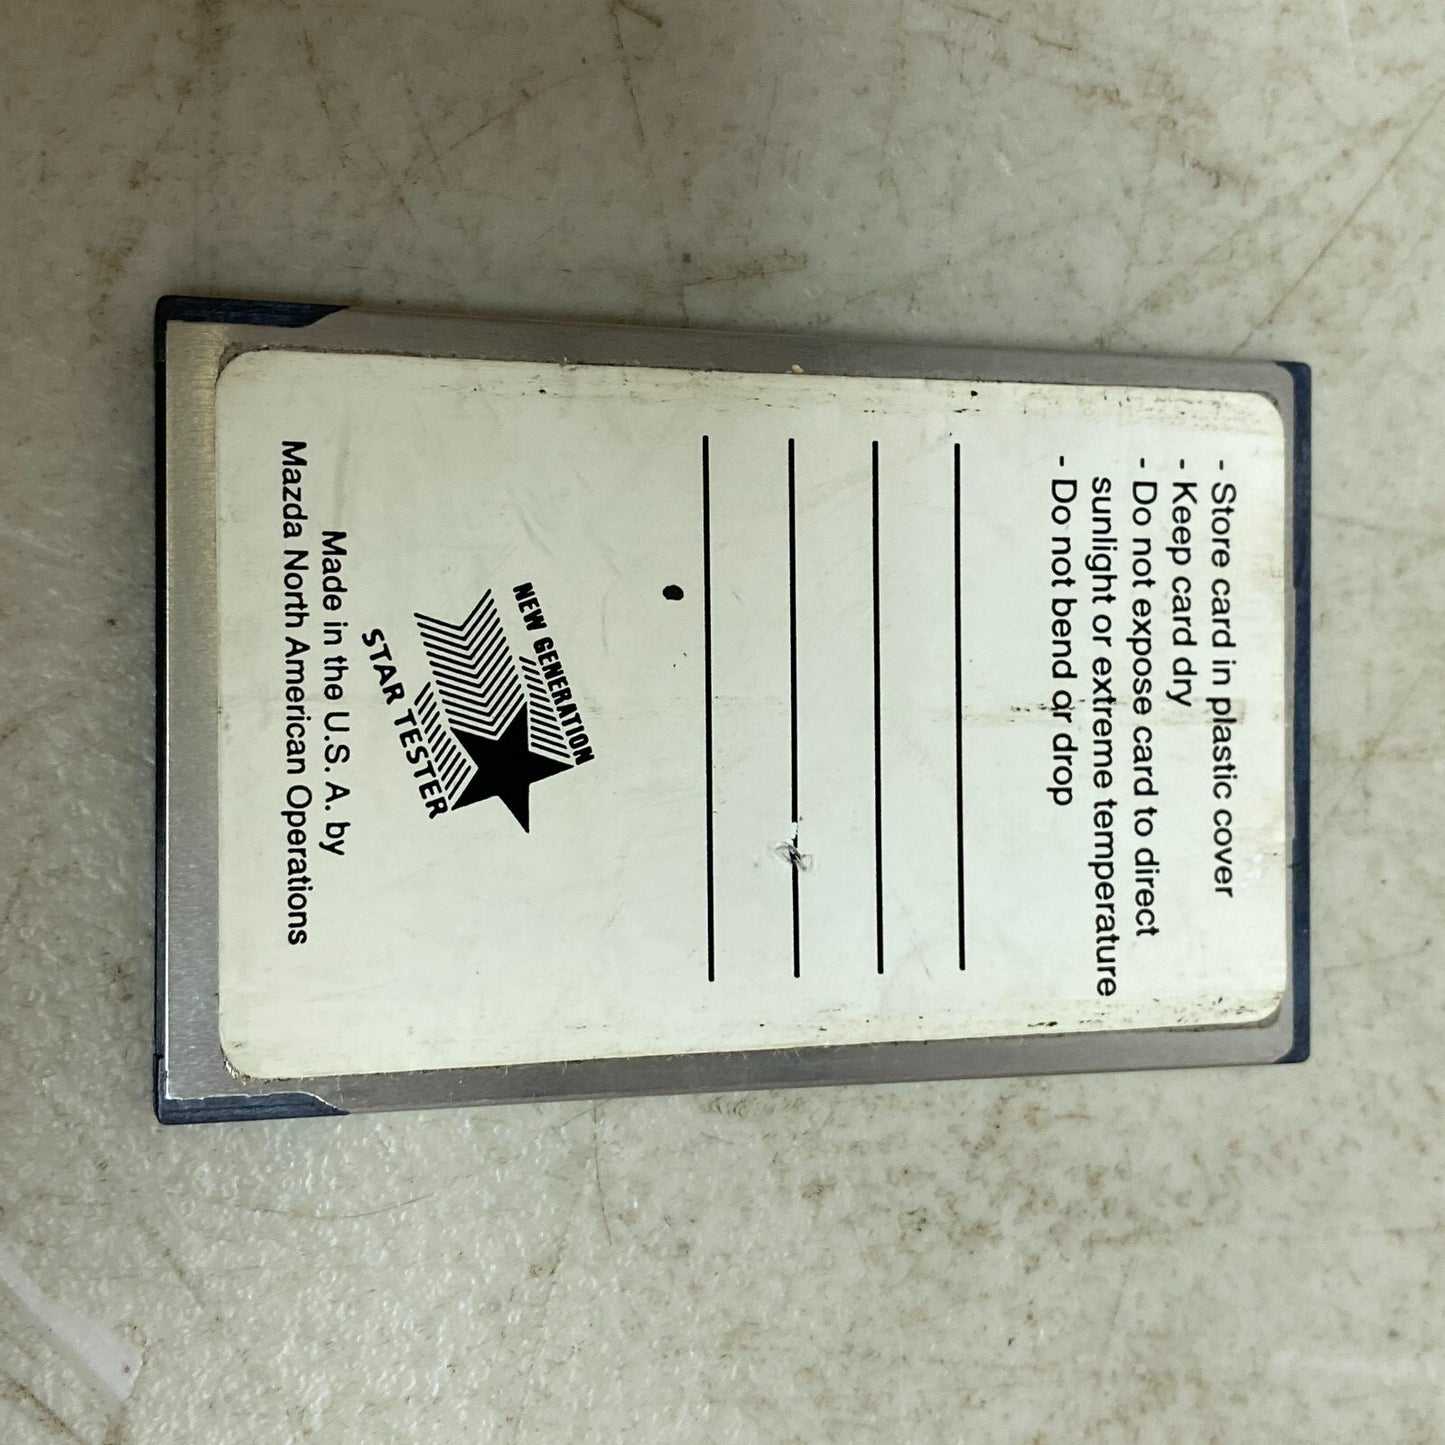 - Store card in plastic cover
- Keep card dry
- Do not expose card to direct
sunlight or extreme temperature
- Do not bend or drop
NEW GENERATION
STAR TESTER
Made in the U.S. A. by
Mazda North American Operations